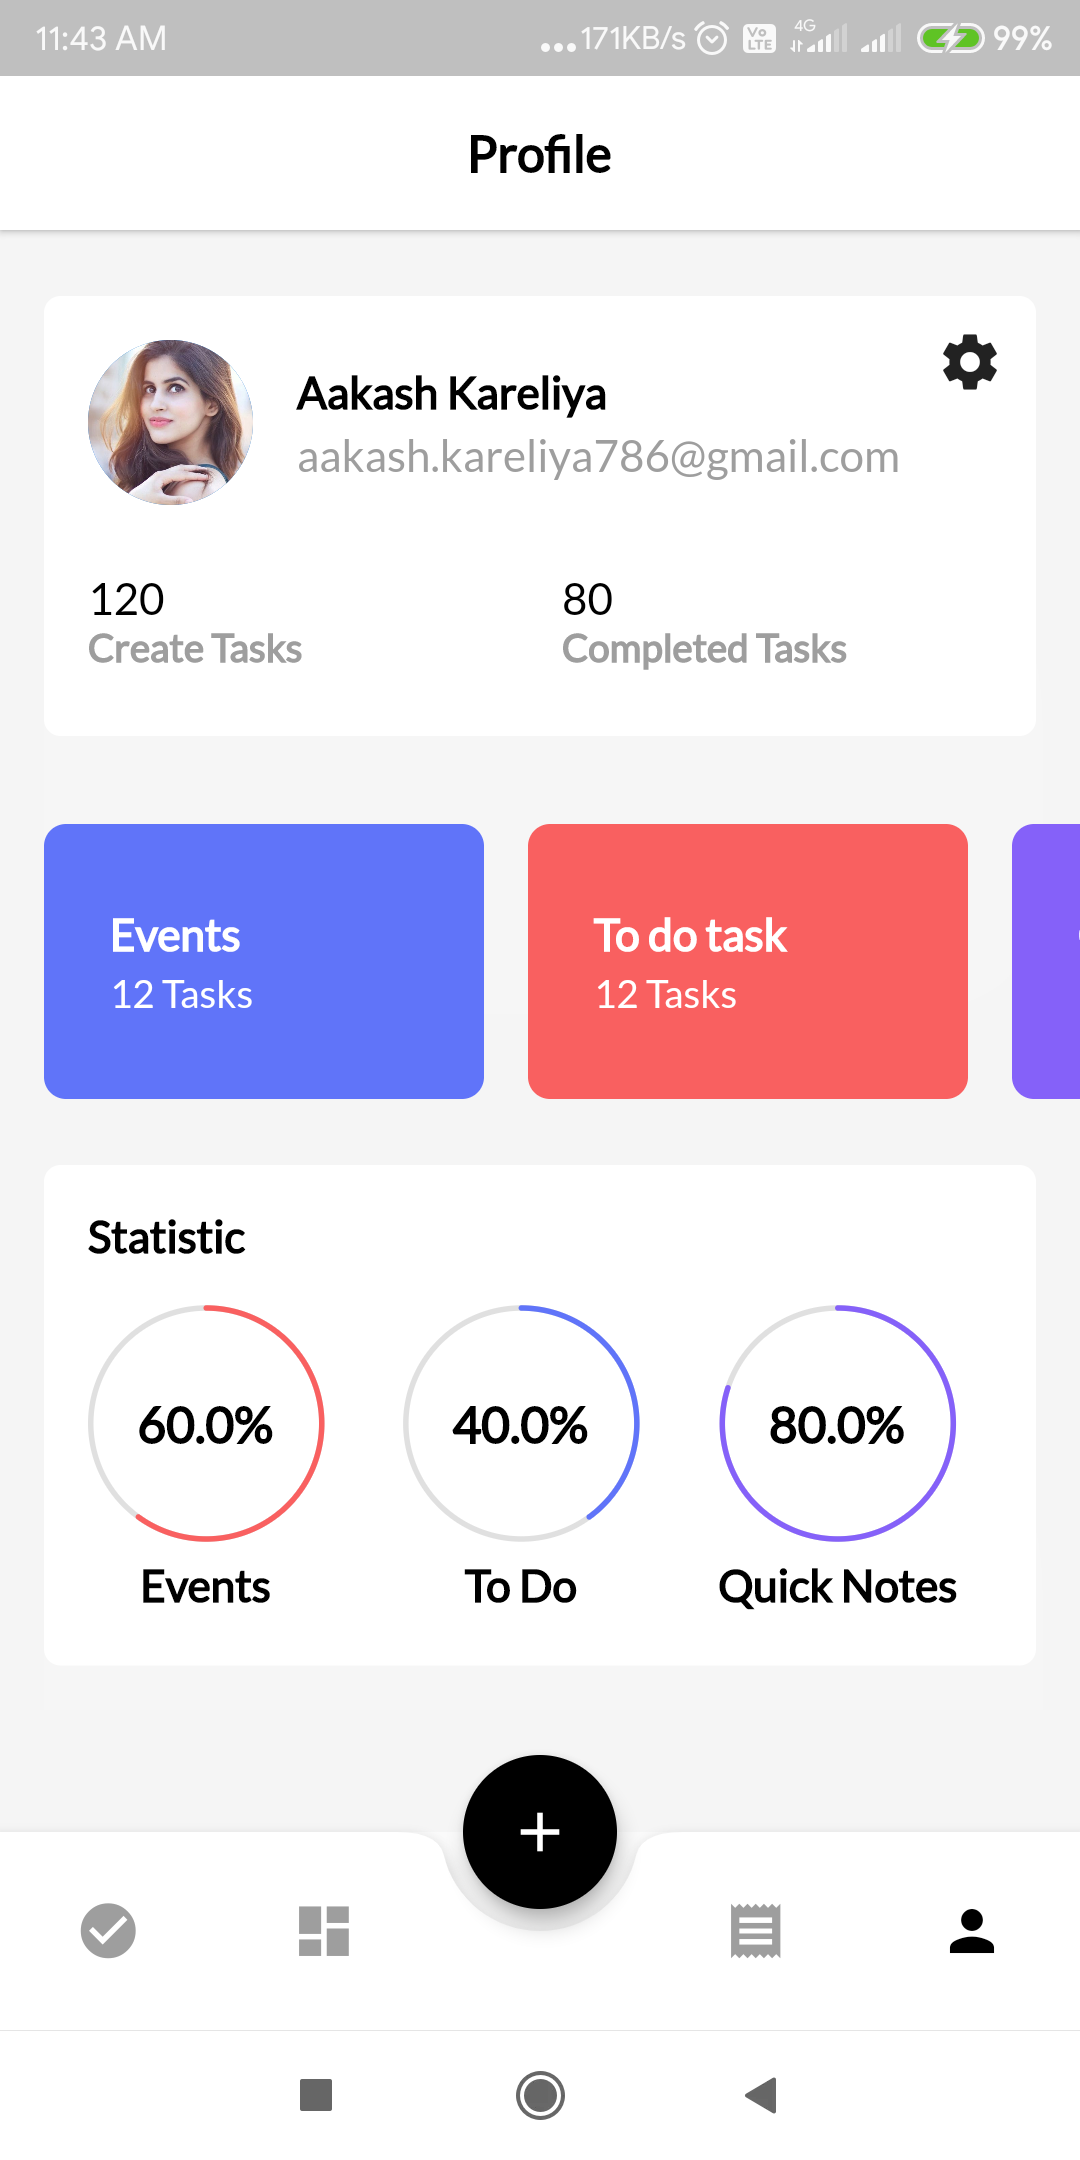 11:43 AM
...171KB/s
Vo
LTE
4G
99%
Profile
Aakash Kareliya
aakash.kareliya786@gmail.com
120
80
Create Tasks
Completed Tasks
Events
To do task
12 Tasks
12 Tasks
Statistic
60.0%
40.0%
80.0%
Events
To Do
Quick Notes